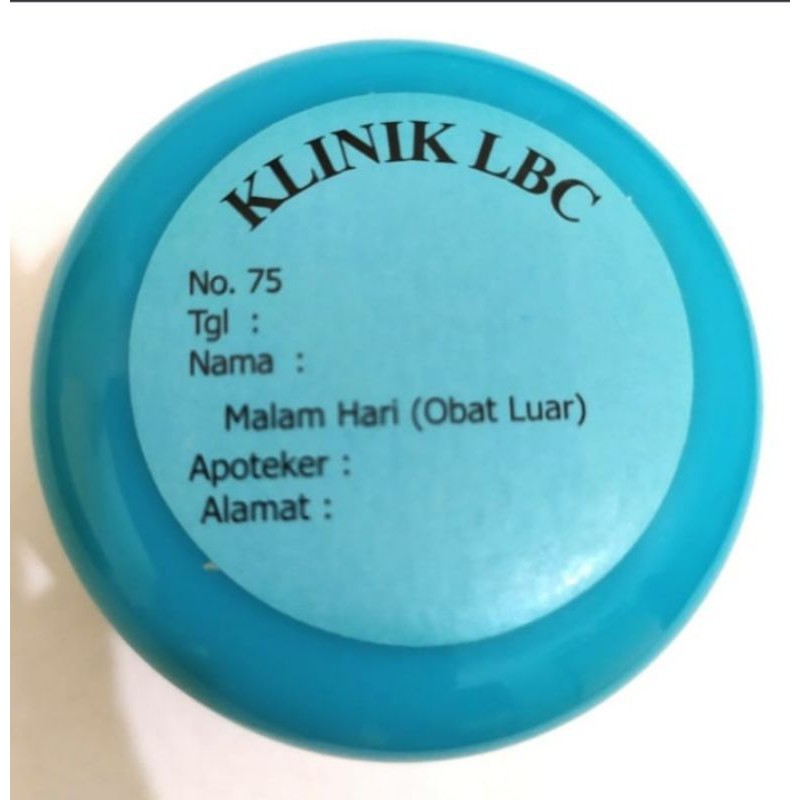 KLINIK LBC
No. 75
Tgl :
Nama :
Malam Hari (Obat Luar)
Apoteker :
Alamat :